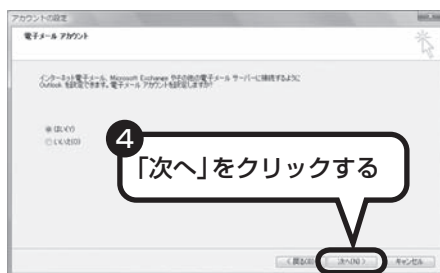 アカウントの設定
電子メール アカウント
インターネット電子メール、Microsoft Exchange やその他の電子メール サーバーに接続するように
Outlook を設定できます。電子メール アカウントを設定しますか?
はい(Y)
いいえ(O)
4
「次へ」をクリックする
< 戻る(B)
次へ(N) >
キャンセル